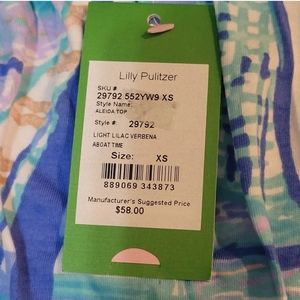 Lilly Pulitzer
SKU #
29792 552YW9 XS
Style Name:
ALEIDA TOP
Style #: 29792
LIGHT LILAC VERBENA
ABOAT TIME
Size: XS
889069 343873
Manufacturer's Suggested Price
$58.00